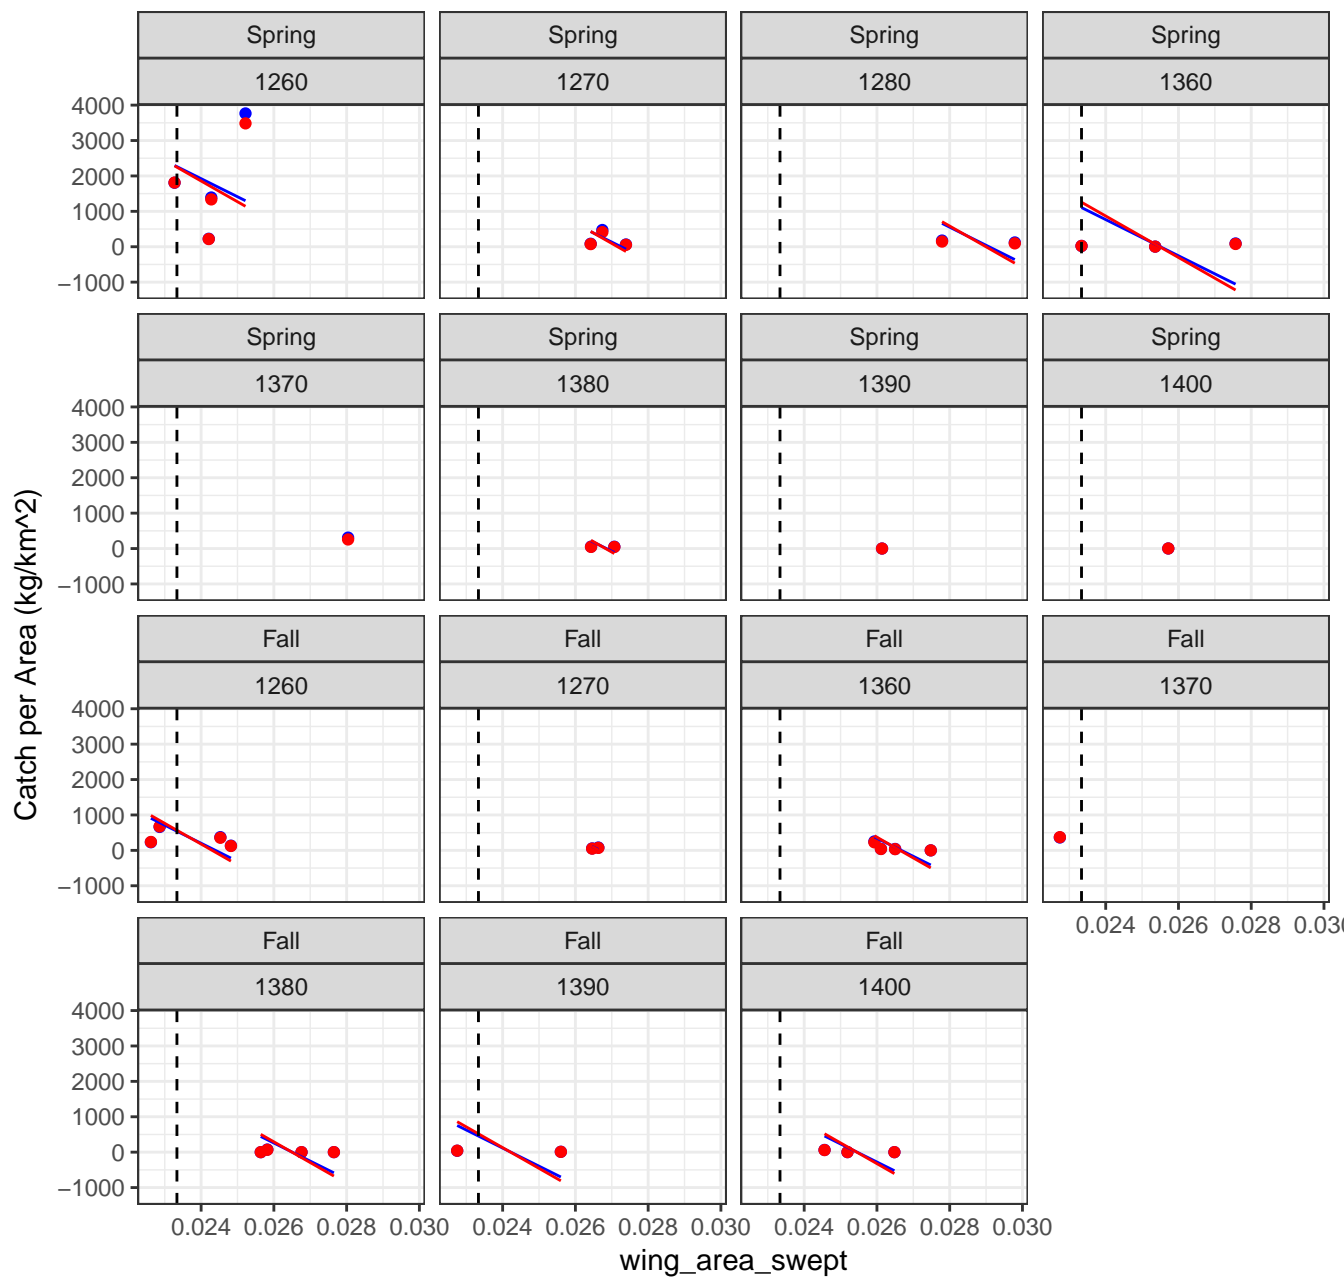 Spring Spring Spring Spring
1260 1270 1280 1360
4000
3000
2000
1000
0
−1000
Spring Spring Spring Spring
1370 1380 1390 1400
4000
3000
2000
1000
0
−1000
Catch per Area (kg/km^2)
Fall Fall Fall Fall
1260 1270 1360 1370
4000
3000
2000
1000
0
−1000
0.024 0.026 0.028 0.030
Fall Fall Fall
1380 1390 1400
4000
3000
2000
1000
0
−1000
0.024 0.026 0.028 0.030 0.024 0.026 0.028 0.030 0.024 0.026 0.028 0.030
wing_area_swept